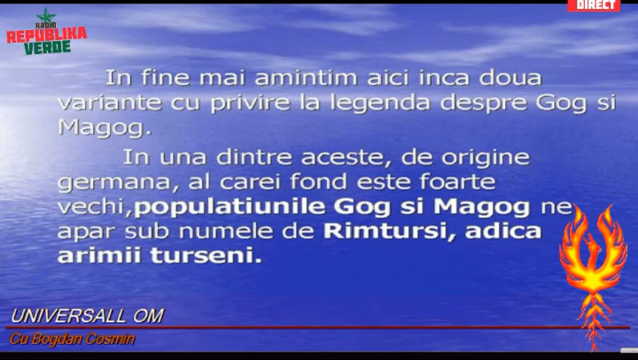 DIRECT
RADIO
REPUBLIKA
VERDE
In fine mai amintim aici inca doua
variante cu privire la legenda despre Gog si
Magog.
In una dintre aceste, de origine
germana, al carei fond este foarte
vechi,populatiunile Gog si Magog ne
apar sub numele de Rimtursi, adica
arimii turseni.
UNIVERSALL OM
Cu Bogdan Cosmin